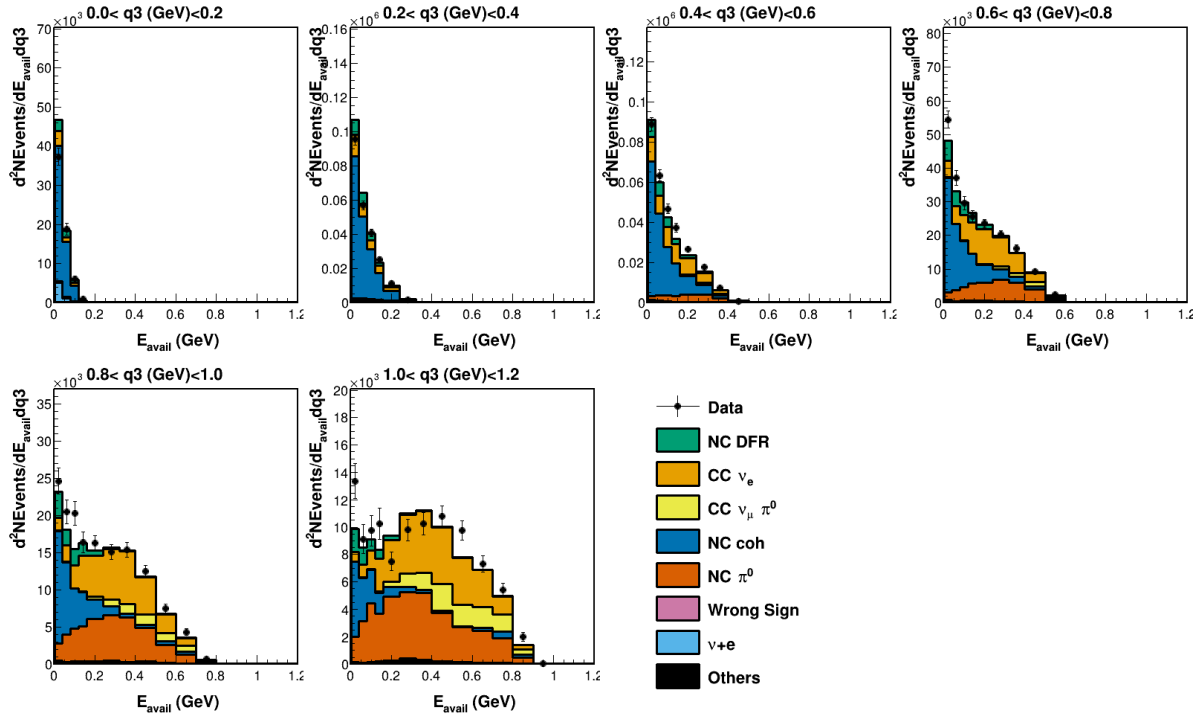 ×10³ 0.0< q3 (GeV)<0.2
d²NEvents/dE_avail dq3
70
60
50
40
30
20
10
0
0 0.2 0.4 0.6 0.8 1 1.2
E_avail (GeV)
×10⁶ 0.2< q3 (GeV)<0.4
d²NEvents/dE_avail dq3
0.16
0.14
0.12
0.1
0.08
0.06
0.04
0.02
0
0 0.2 0.4 0.6 0.8 1 1.2
E_avail (GeV)
×10⁶ 0.4< q3 (GeV)<0.6
d²NEvents/dE_avail dq3
0.12
0.1
0.08
0.06
0.04
0.02
0
0 0.2 0.4 0.6 0.8 1 1.2
E_avail (GeV)
×10³ 0.6< q3 (GeV)<0.8
d²NEvents/dE_avail dq3
80
70
60
50
40
30
20
10
0
0 0.2 0.4 0.6 0.8 1 1.2
E_avail (GeV)
×10³ 0.8< q3 (GeV)<1.0
d²NEvents/dE_avail dq3
35
30
25
20
15
10
5
0
0 0.2 0.4 0.6 0.8 1 1.2
E_avail (GeV)
×10³ 1.0< q3 (GeV)<1.2
d²NEvents/dE_avail dq3
20
18
16
14
12
10
8
6
4
2
0
0 0.2 0.4 0.6 0.8 1 1.2
E_avail (GeV)
Data
NC DFR
CC ν_e
CC ν_μ π⁰
NC coh
NC π⁰
Wrong Sign
ν+e
Others